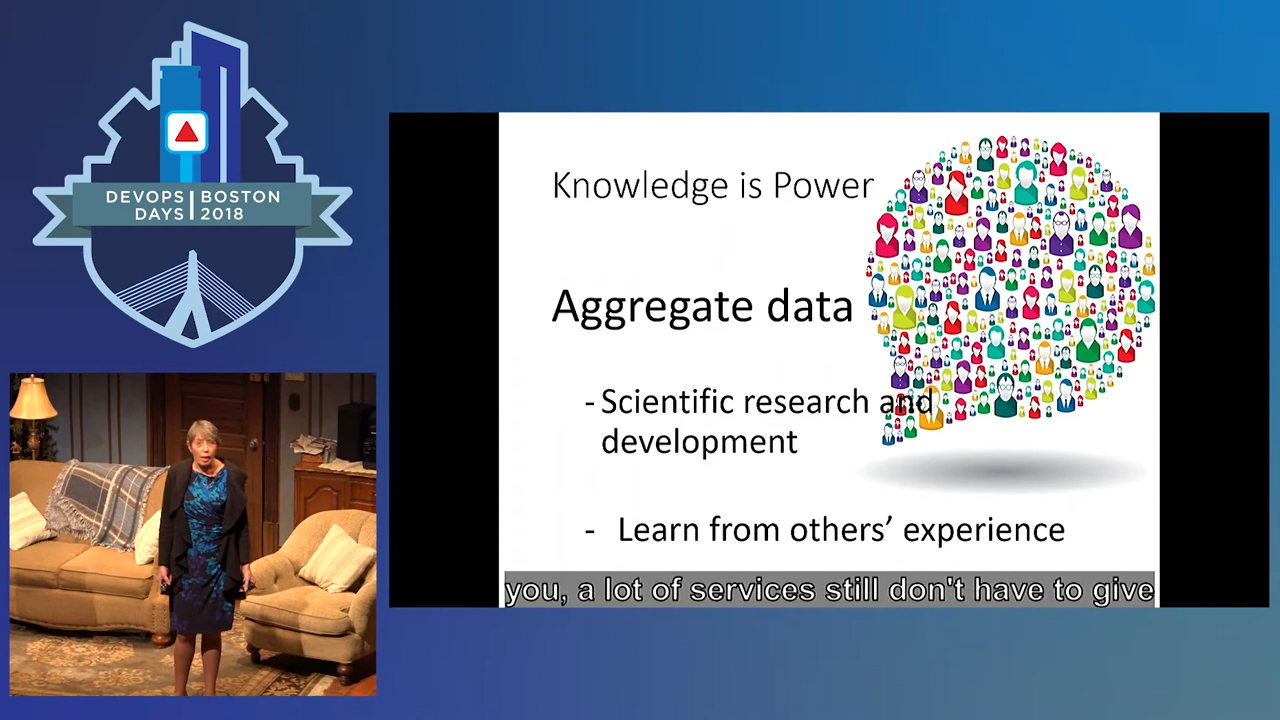 DEVOPS BOSTON
DAYS 2018
Knowledge is Power
Aggregate data
- Scientific research and
development
- Learn from others’ experience
you, a lot of services still don't have to give